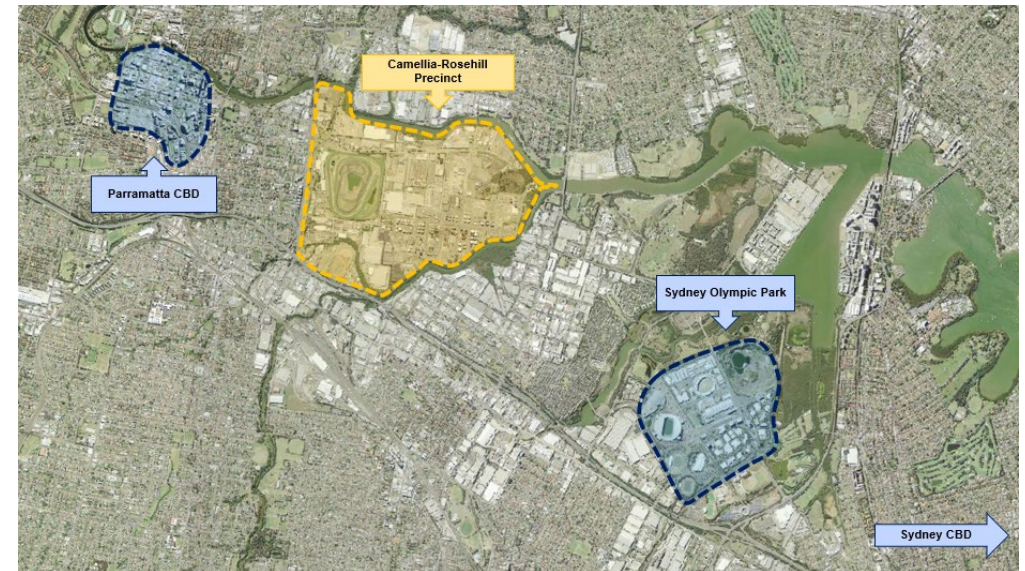 Camellia-Rosehill
Precinct
Parramatta CBD
Sydney Olympic Park
Sydney CBD